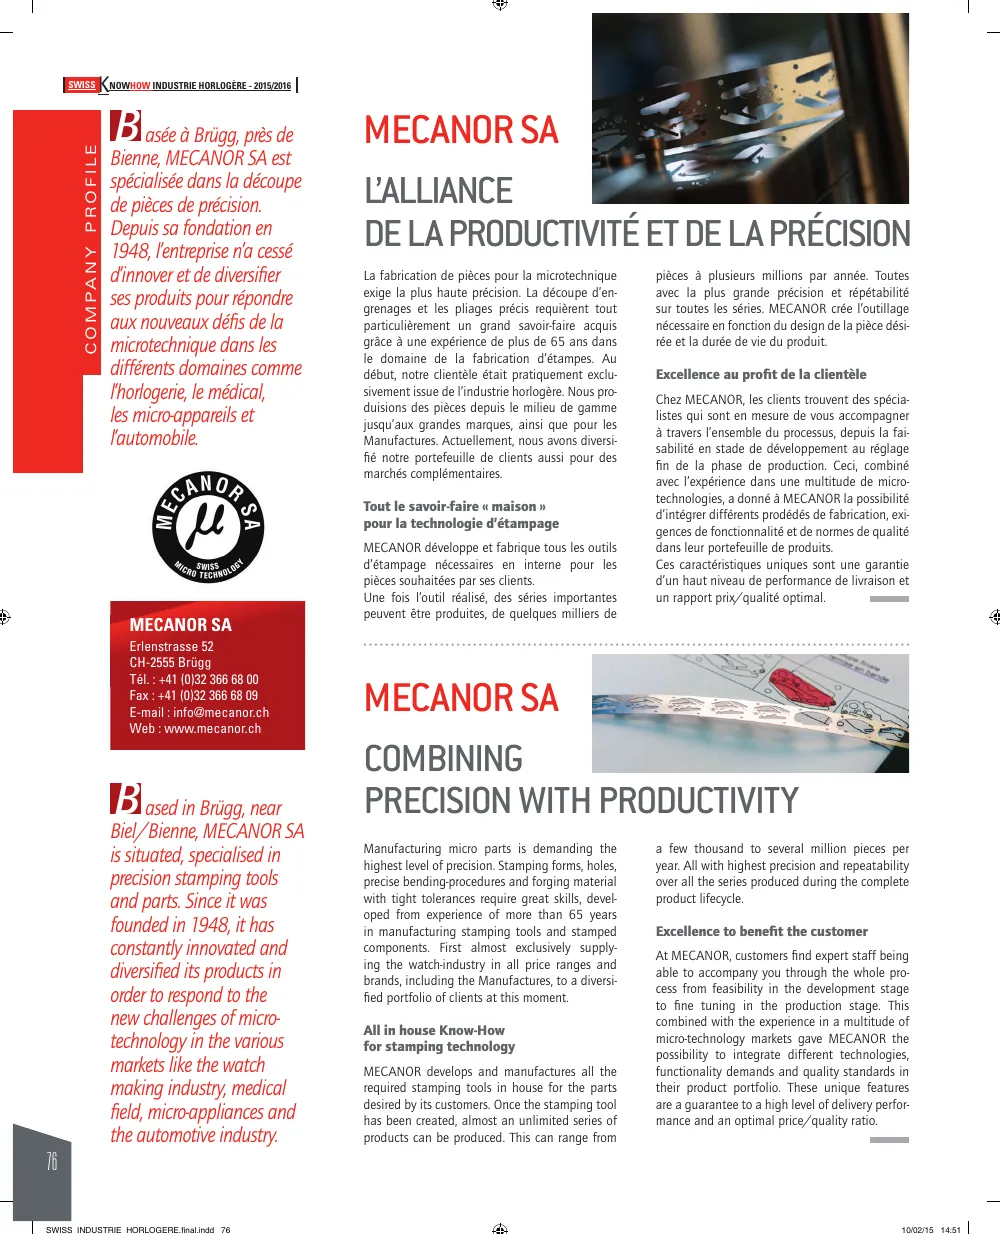 SWISS KNOWHOW INDUSTRIE HORLOGÈRE - 2015/2016
COMPANY PROFILE
Basée à Brügg, près de
Bienne, MECANOR SA est
spécialisée dans la découpe
de pièces de précision.
Depuis sa fondation en
1948, l'entreprise n'a cessé
d'innover et de diversifier
ses produits pour répondre
aux nouveaux défis de la
microtechnique dans les
différents domaines comme
l'horlogerie, le médical,
les micro-appareils et
l'automobile.
MECANOR SA
µ
SWISS
MICRO TECHNOLOGY
MECANOR SA
Erlenstrasse 52
CH-2555 Brügg
Tél. : +41 (0)32 366 68 00
Fax : +41 (0)32 366 68 09
E-mail : info@mecanor.ch
Web : www.mecanor.ch
Based in Brügg, near
Biel/Bienne, MECANOR SA
is situated, specialised in
precision stamping tools
and parts. Since it was
founded in 1948, it has
constantly innovated and
diversified its products in
order to respond to the
new challenges of micro-
technology in the various
markets like the watch
making industry, medical
field, micro-appliances and
the automotive industry.
MECANOR SA
L'ALLIANCE
DE LA PRODUCTIVITÉ ET DE LA PRÉCISION
La fabrication de pièces pour la microtechnique
exige la plus haute précision. La découpe d'en-
grenages et les pliages précis requièrent tout
particulièrement un grand savoir-faire acquis
grâce à une expérience de plus de 65 ans dans
le domaine de la fabrication d'étampes. Au
début, notre clientèle était pratiquement exclu-
sivement issue de l'industrie horlogère. Nous pro-
duisions des pièces depuis le milieu de gamme
jusqu'aux grandes marques, ainsi que pour les
Manufactures. Actuellement, nous avons diversi-
fié notre portefeuille de clients aussi pour des
marchés complémentaires.
Tout le savoir-faire « maison »
pour la technologie d'étampage
MECANOR développe et fabrique tous les outils
d'étampage nécessaires en interne pour les
pièces souhaitées par ses clients.
Une fois l'outil réalisé, des séries importantes
peuvent être produites, de quelques milliers de
pièces à plusieurs millions par année. Toutes
avec la plus grande précision et répétabilité
sur toutes les séries. MECANOR crée l'outillage
nécessaire en fonction du design de la pièce dési-
rée et la durée de vie du produit.
Excellence au profit de la clientèle
Chez MECANOR, les clients trouvent des spécia-
listes qui sont en mesure de vous accompagner
à travers l'ensemble du processus, depuis la fai-
sabilité en stade de développement au réglage
fin de la phase de production. Ceci, combiné
avec l'expérience dans une multitude de micro-
technologies, a donné à MECANOR la possibilité
d'intégrer différents prodédés de fabrication, exi-
gences de fonctionnalité et de normes de qualité
dans leur portefeuille de produits.
Ces caractéristiques uniques sont une garantie
d'un haut niveau de performance de livraison et
un rapport prix/qualité optimal.
MECANOR SA
COMBINING
PRECISION WITH PRODUCTIVITY
Manufacturing micro parts is demanding the
highest level of precision. Stamping forms, holes,
precise bending-procedures and forging material
with tight tolerances require great skills, devel-
oped from experience of more than 65 years
in manufacturing stamping tools and stamped
components. First almost exclusively supply-
ing the watch-industry in all price ranges and
brands, including the Manufactures, to a diversi-
fied portfolio of clients at this moment.
All in house Know-How
for stamping technology
MECANOR develops and manufactures all the
required stamping tools in house for the parts
desired by its customers. Once the stamping tool
has been created, almost an unlimited series of
products can be produced. This can range from
a few thousand to several million pieces per
year. All with highest precision and repeatability
over all the series produced during the complete
product lifecycle.
Excellence to benefit the customer
At MECANOR, customers find expert staff being
able to accompany you through the whole pro-
cess from feasibility in the development stage
to fine tuning in the production stage. This
combined with the experience in a multitude of
micro-technology markets gave MECANOR the
possibility to integrate different technologies,
functionality demands and quality standards in
their product portfolio. These unique features
are a guarantee to a high level of delivery perfor-
mance and an optimal price/quality ratio.
76
SWISS_INDUSTRIE_HORLOGERE.final.indd 76
10/02/15 14:51